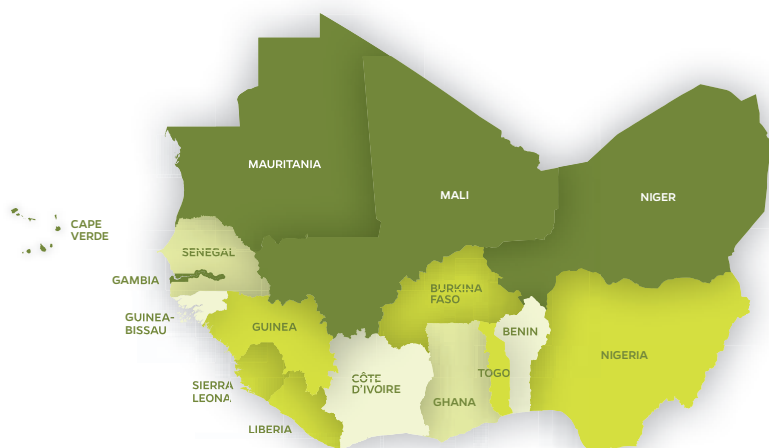 MAURITANIA
MALI
NIGER
CAPE
VERDE
SENEGAL
GAMBIA
BURKINA
FASO
GUINEA-
BISSAU
GUINEA
BENIN
NIGERIA
TOGO
CÔTE
D'IVOIRE
SIERRA
LEONA
GHANA
LIBERIA